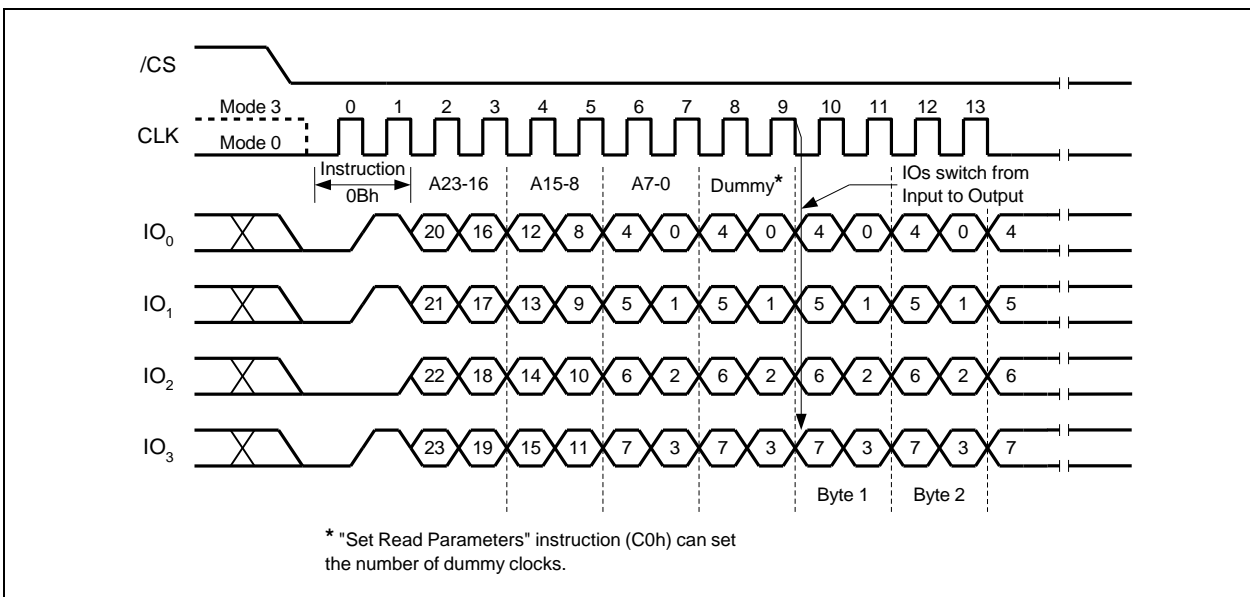 /CS
Mode 3 0 1 2 3 4 5 6 7 8 9 10 11 12 13
CLK
Mode 0
Instruction IOs switch from
A23-16 A15-8 A7-0 Dummy*
0Bh Input to Output
IO0 20 16 12 8 4 0 4 0 4 0 4 0 4
IO1 21 17 13 9 5 1 5 1 5 1 5 1 5
IO2 22 18 14 10 6 2 6 2 6 2 6 2 6
IO3 23 19 15 11 7 3 7 3 7 3 7 3 7
Byte 1 Byte 2
* "Set Read Parameters" instruction (C0h) can set
the number of dummy clocks.